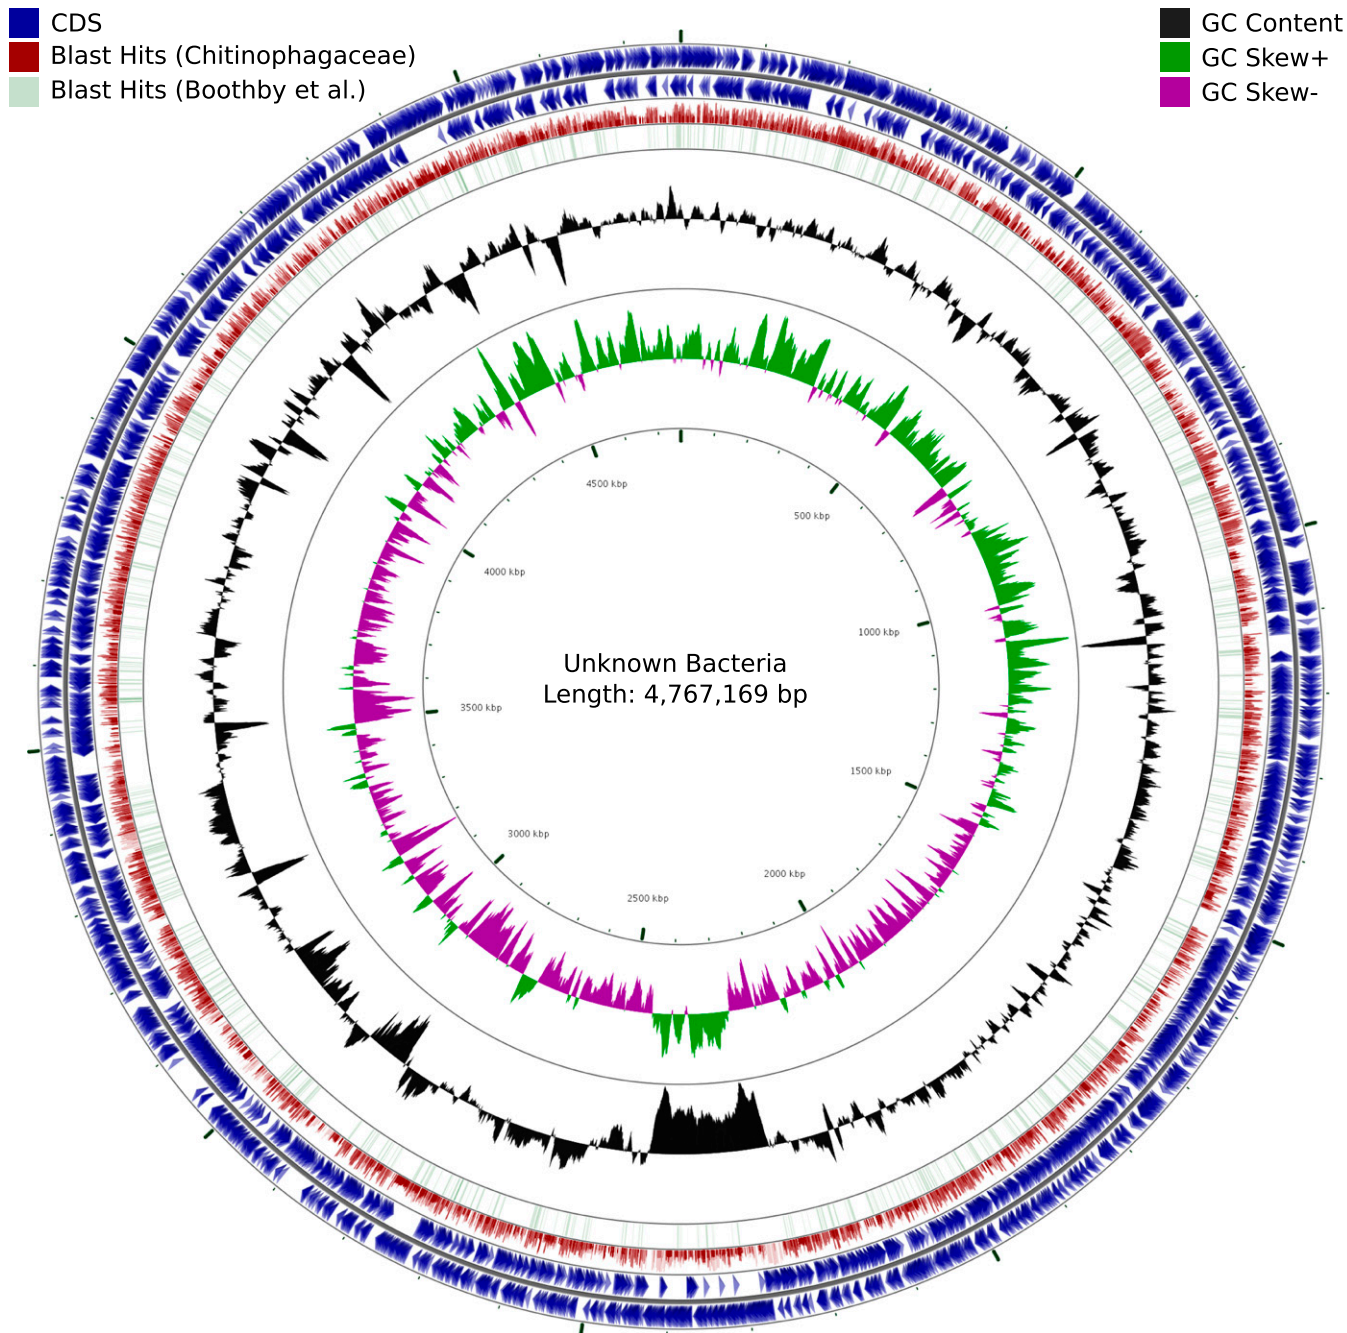 CDS
Blast Hits (Chitinophagaceae)
Blast Hits (Boothby et al.)
GC Content
GC Skew+
GC Skew-
4500 kbp
500 kbp
4000 kbp
1000 kbp
Unknown Bacteria
Length: 4,767,169 bp
3500 kbp
1500 kbp
3000 kbp
2000 kbp
2500 kbp